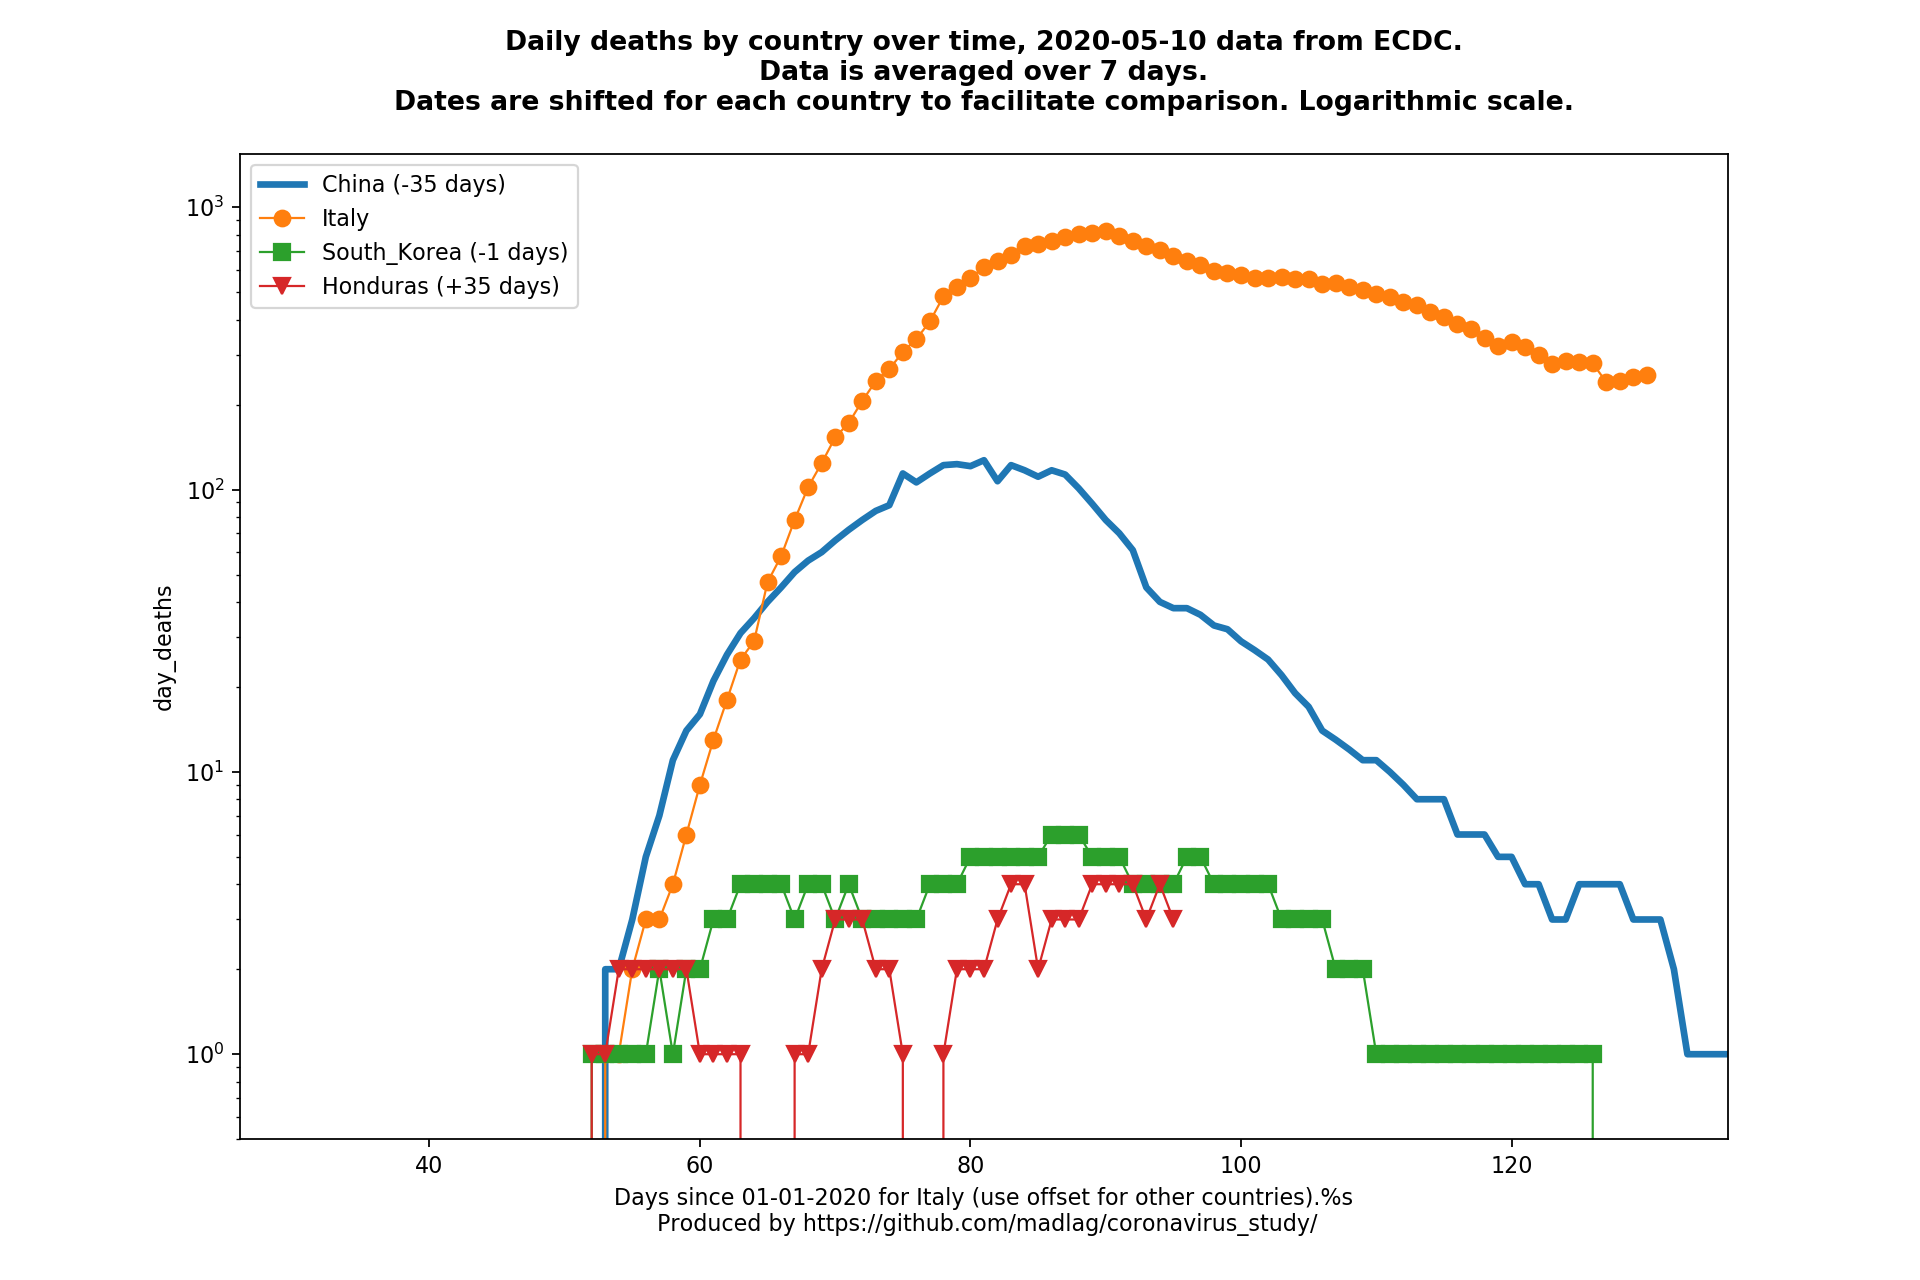 Daily deaths by country over time, 2020-05-10 data from ECDC.
Data is averaged over 7 days.
Dates are shifted for each country to facilitate comparison. Logarithmic scale.
China (-35 days)
Italy
South_Korea (-1 days)
Honduras (+35 days)
10³
10²
10¹
10⁰
day_deaths
40 60 80 100 120
Days since 01-01-2020 for Italy (use offset for other countries).%s
Produced by https://github.com/madlag/coronavirus_study/